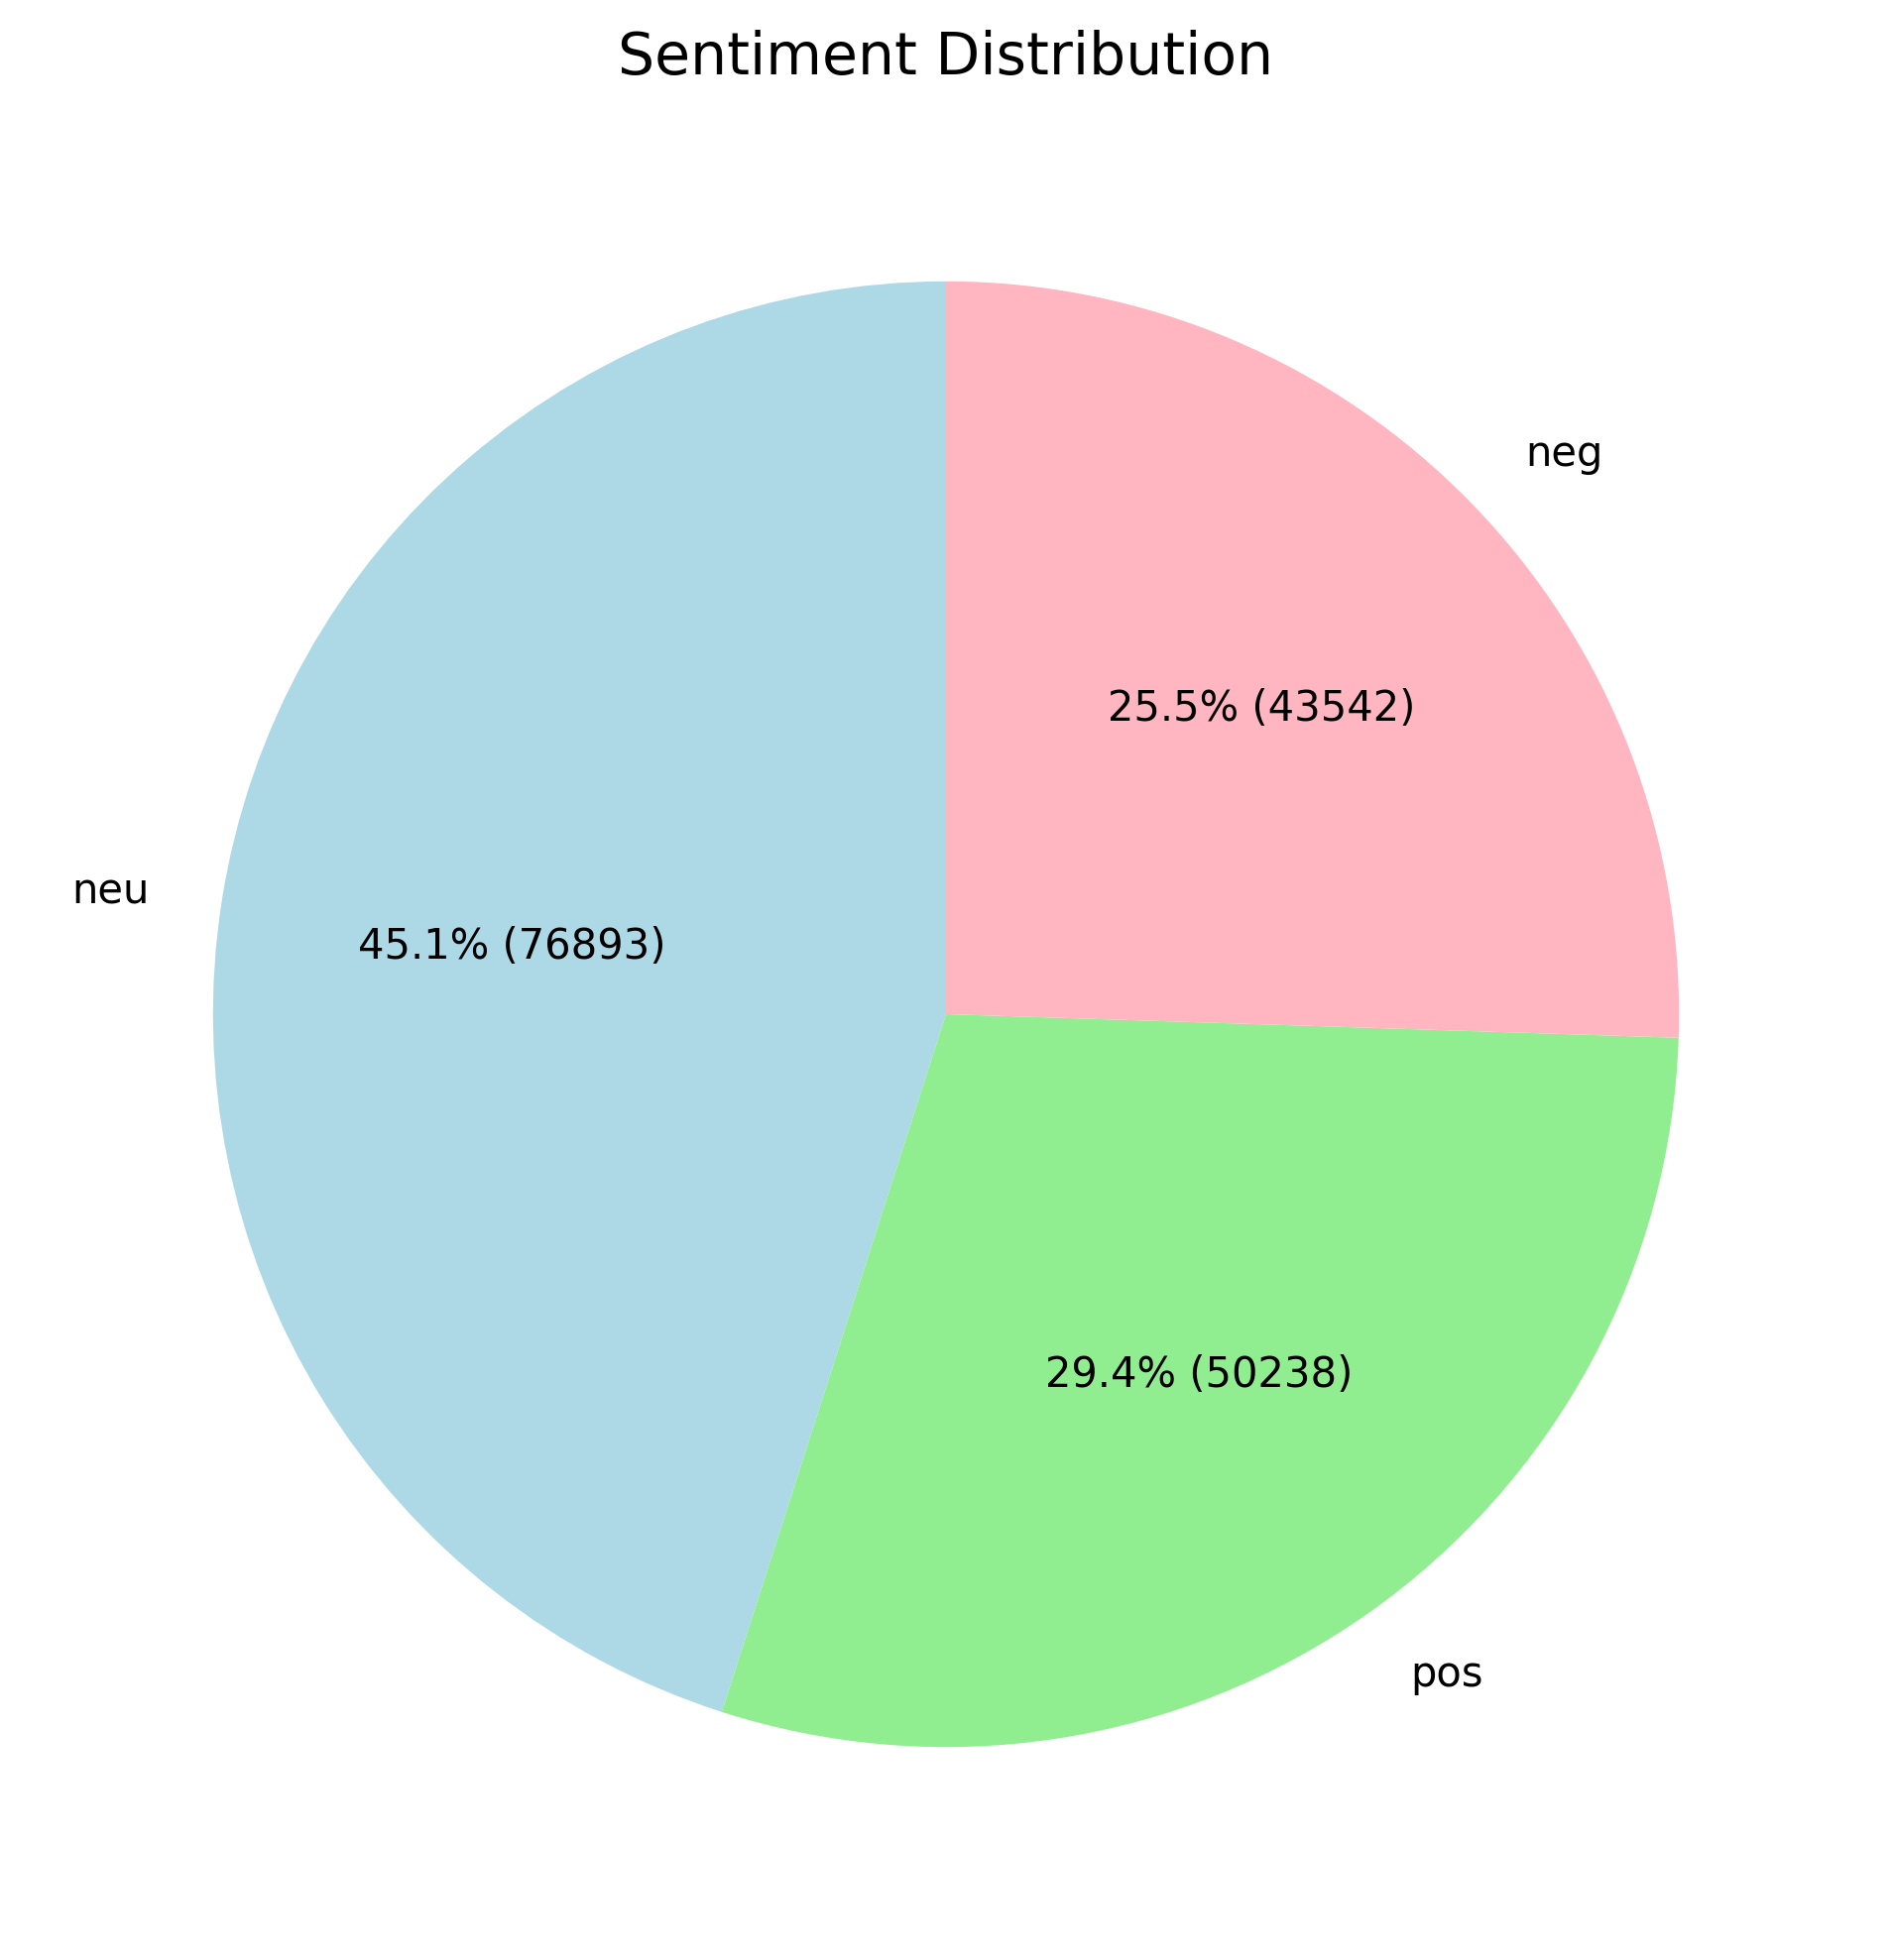 Sentiment Distribution
neg
25.5% (43542)
neu
45.1% (76893)
29.4% (50238)
pos